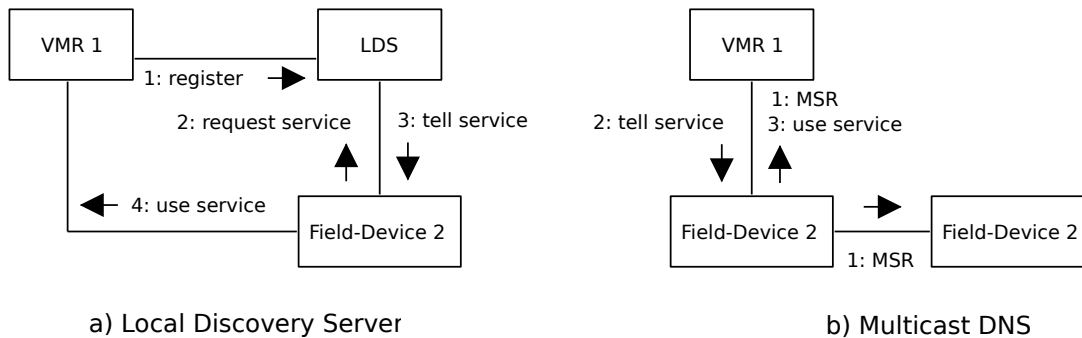 VMR 1
LDS
1: register
2: request service
3: tell service
4: use service
Field-Device 2
a) Local Discovery Server
VMR 1
1: MSR
2: tell service
3: use service
Field-Device 2
Field-Device 2
1: MSR
b) Multicast DNS